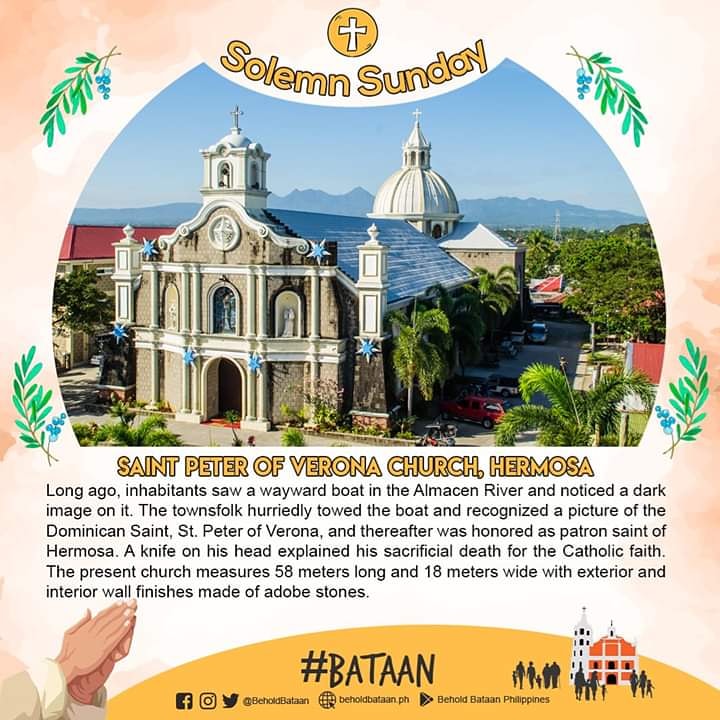 Solemn Sunday
SAINT PETER OF VERONA CHURCH, HERMOSA
Long ago, inhabitants saw a wayward boat in the Almacen River and noticed a dark
image on it. The townsfolk hurriedly towed the boat and recognized a picture of the
Dominican Saint, St. Peter of Verona, and thereafter was honored as patron saint of
Hermosa. A knife on his head explained his sacrificial death for the Catholic faith.
The present church measures 58 meters long and 18 meters wide with exterior and
interior wall finishes made of adobe stones.
#BATAAN
@BeholdBataan beholdbataan.ph Behold Bataan Philippines